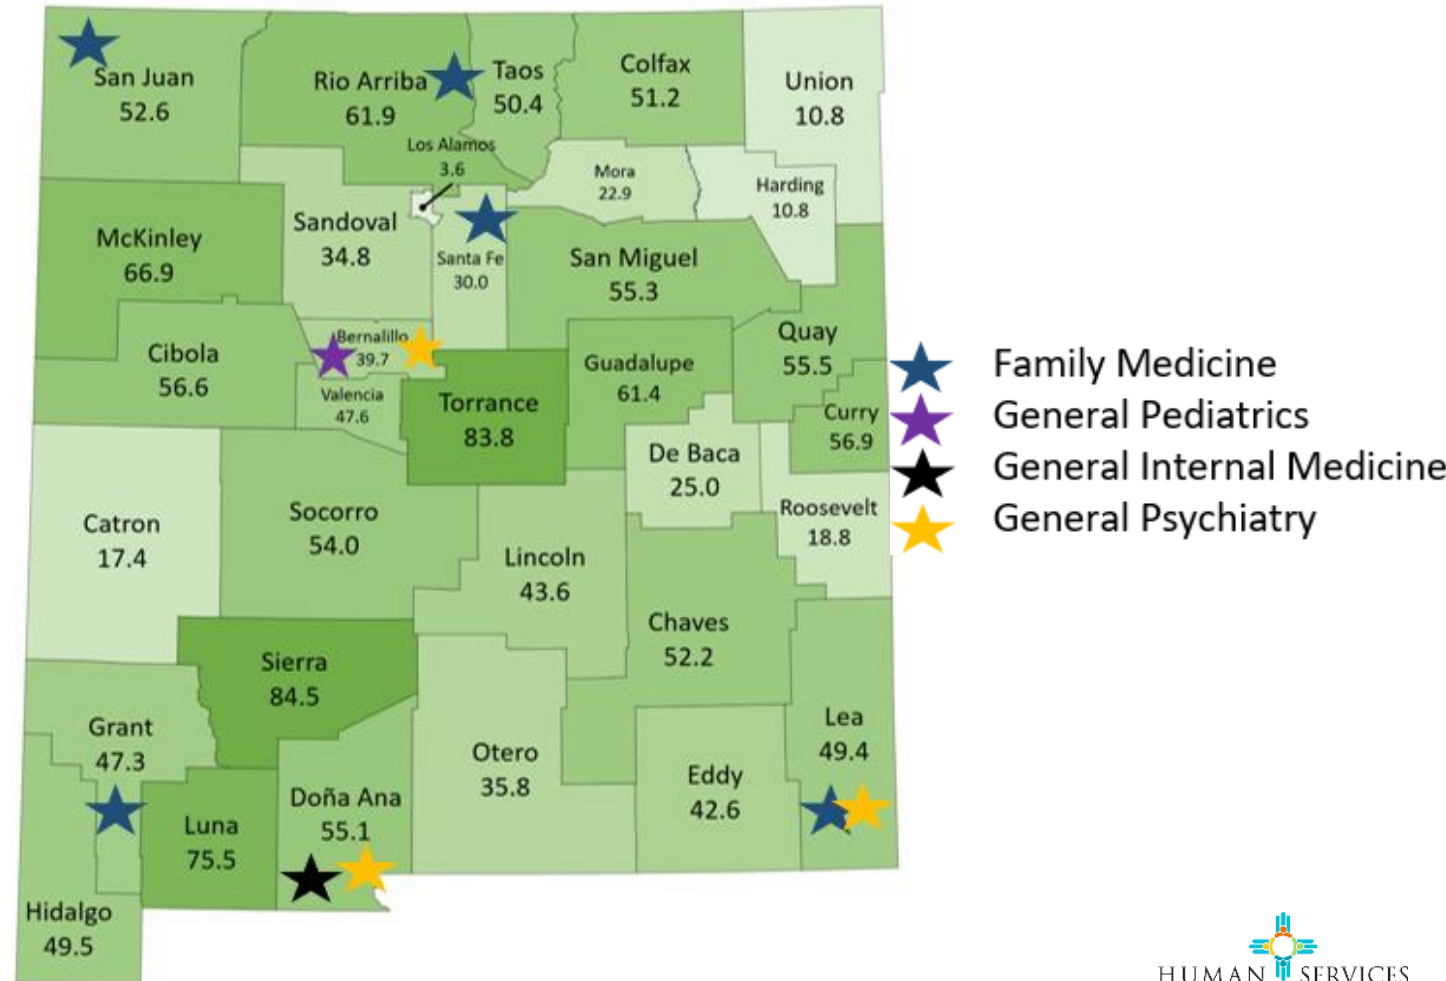 San Juan
52.6
Rio Arriba
61.9
Taos
50.4
Colfax
51.2
Union
10.8
Los Alamos
3.6
Mora
22.9
Harding
10.8
McKinley
66.9
Sandoval
34.8
Santa Fe
30.0
San Miguel
55.3
Cibola
56.6
Bernalillo
39.7
Valencia
47.6
Torrance
83.8
Guadalupe
61.4
Quay
55.5
Curry
56.9
De Baca
25.0
Roosevelt
18.8
Catron
17.4
Socorro
54.0
Lincoln
43.6
Chaves
52.2
Sierra
84.5
Grant
47.3
Luna
75.5
Doña Ana
55.1
Otero
35.8
Eddy
42.6
Lea
49.4
Hidalgo
49.5
Family Medicine
General Pediatrics
General Internal Medicine
General Psychiatry
HUMAN SERVICES